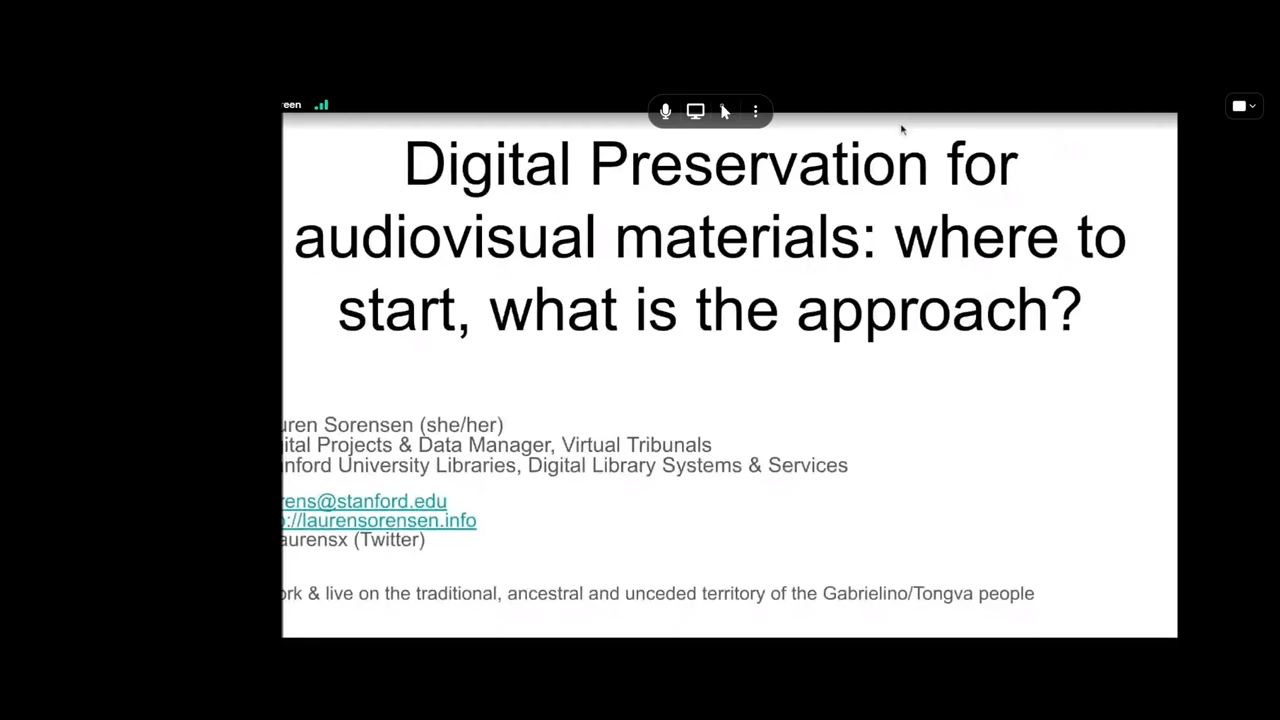 reen
Digital Preservation for
audiovisual materials: where to
start, what is the approach?
uren Sorensen (she/her)
ital Projects & Data Manager, Virtual Tribunals
nford University Libraries, Digital Library Systems & Services
rens@stanford.edu
://laurensorensen.info
aurensx (Twitter)
ork & live on the traditional, ancestral and unceded territory of the Gabrielino/Tongva people